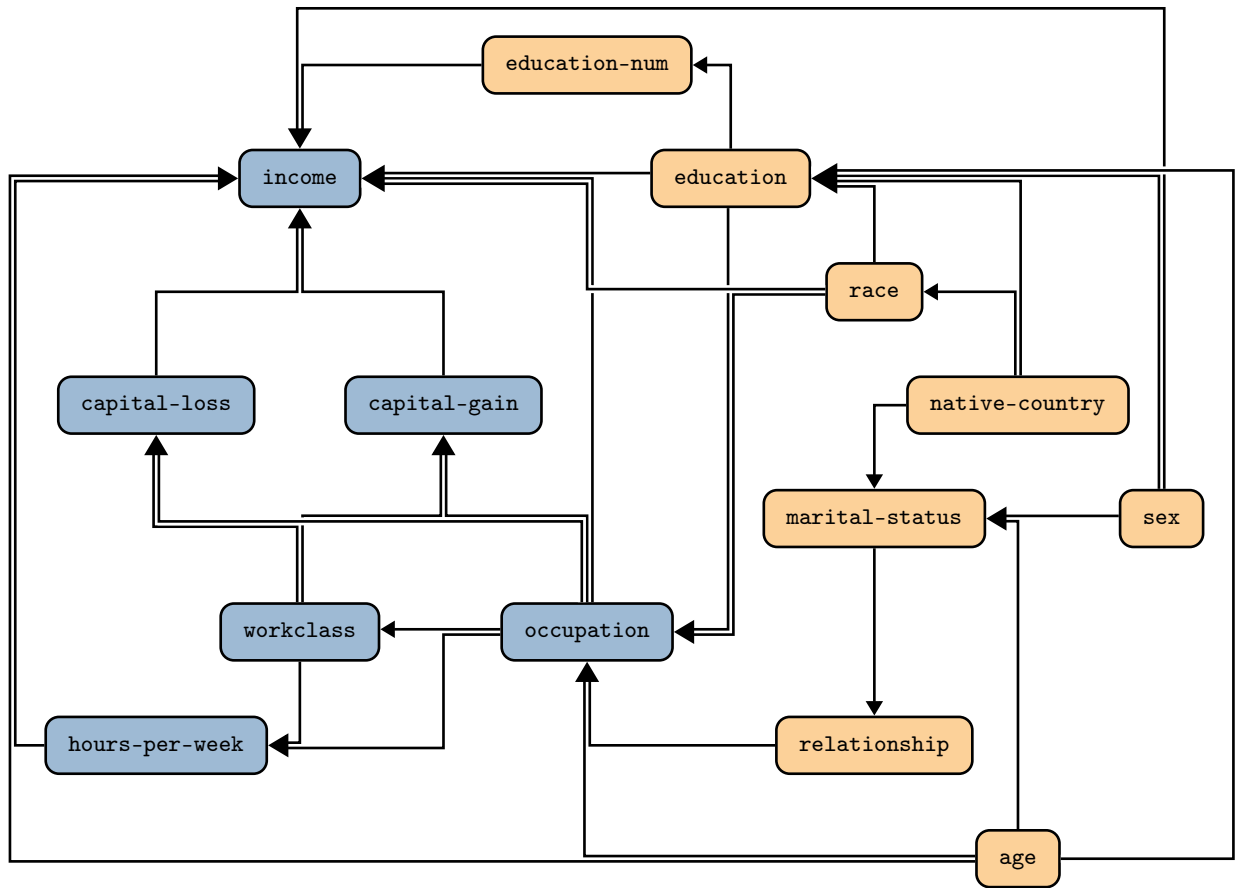 education-num
income
education
race
capital-loss
capital-gain
native-country
marital-status
sex
workclass
occupation
hours-per-week
relationship
age